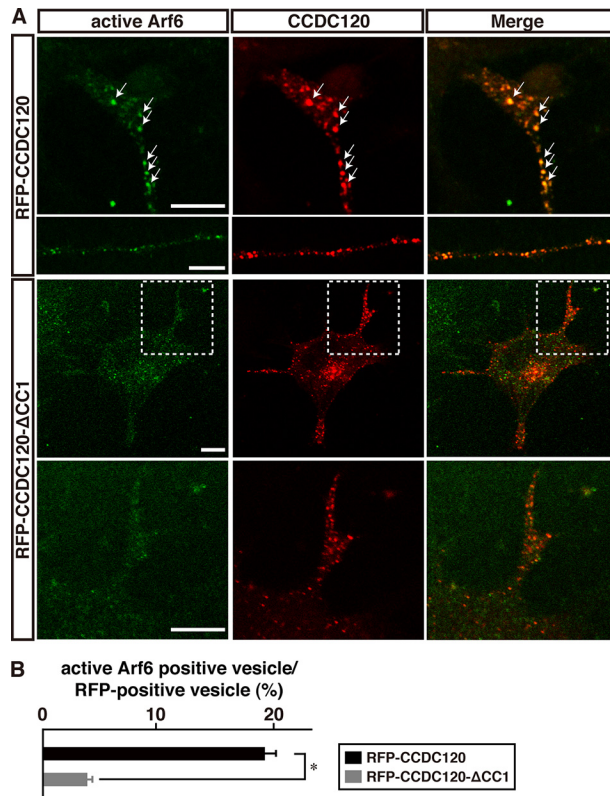 A
active Arf6
CCDC120
Merge
RFP-CCDC120
RFP-CCDC120-ΔCC1
B
active Arf6 positive vesicle/
RFP-positive vesicle (%)
0 10 20
*
RFP-CCDC120
RFP-CCDC120-ΔCC1